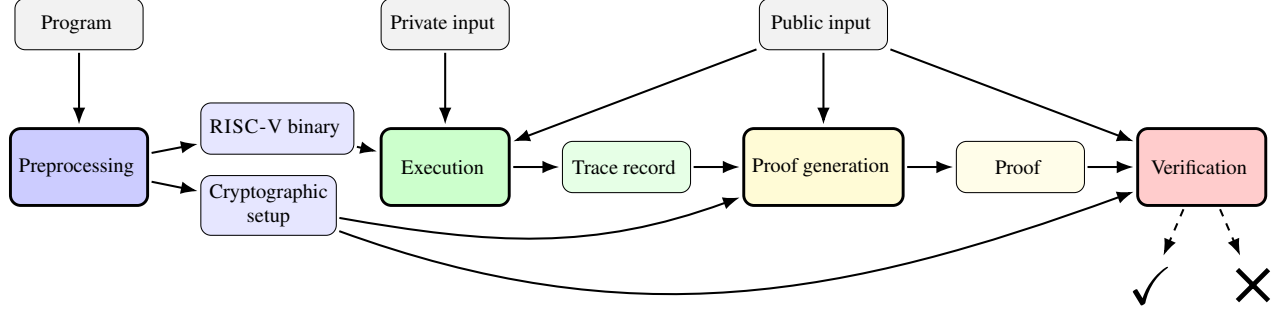 Program
Private input
Public input
RISC-V binary
Preprocessing
Execution
Trace record
Proof generation
Proof
Verification
Cryptographic
setup